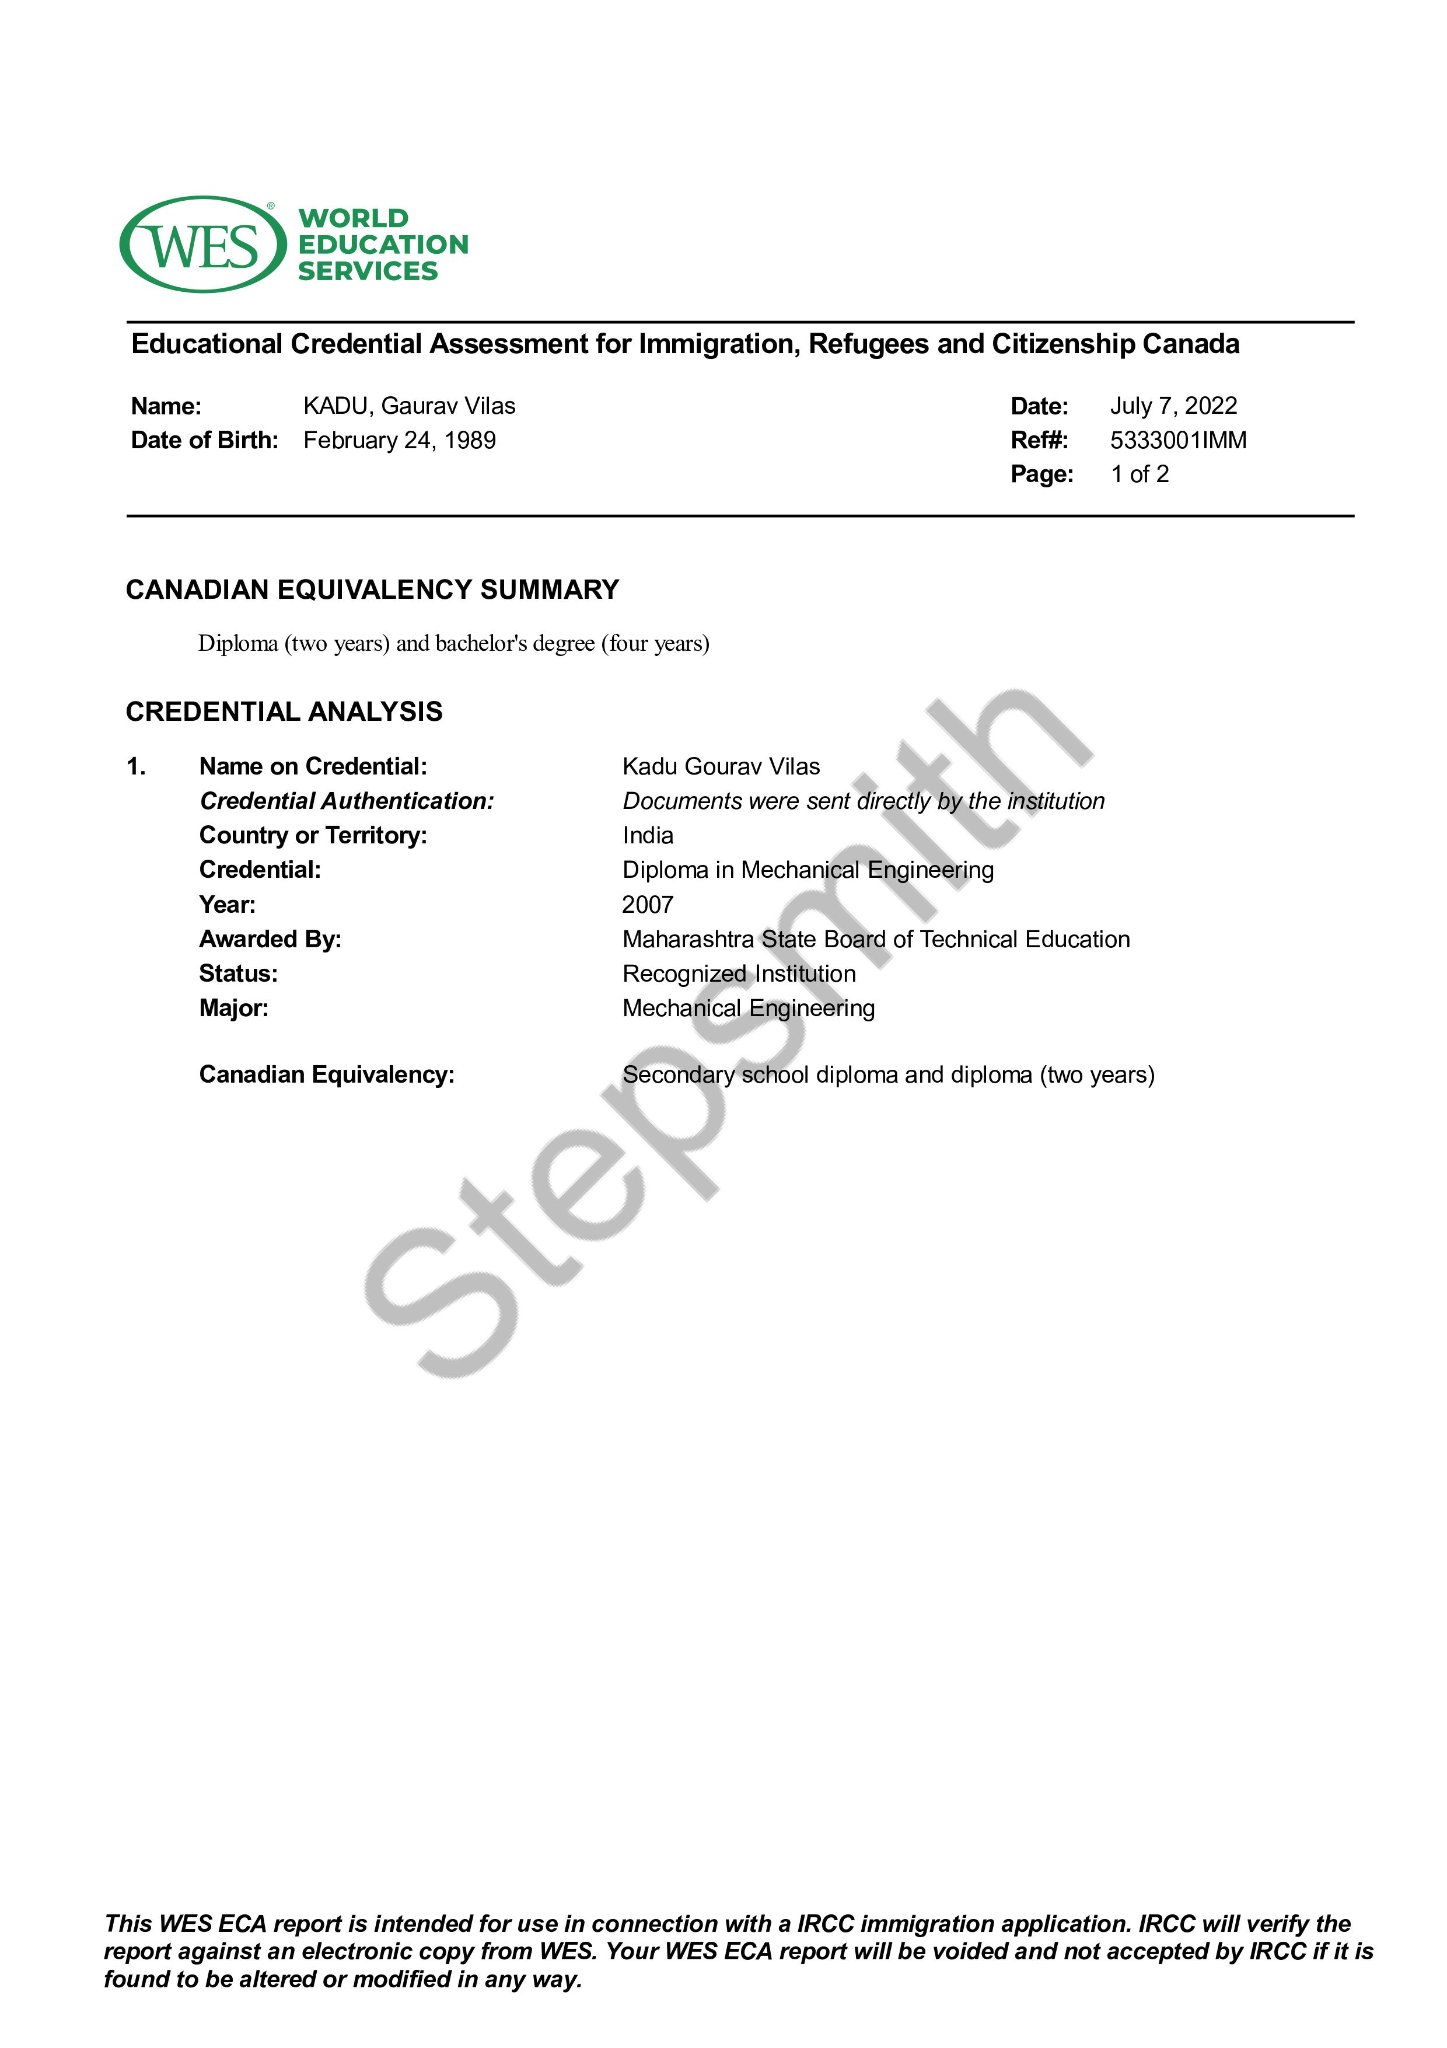 WES®
WORLD
EDUCATION
SERVICES
Educational Credential Assessment for Immigration, Refugees and Citizenship Canada
Name: KADU, Gaurav Vilas Date: July 7, 2022
Date of Birth: February 24, 1989 Ref#: 5333001IMM
Page: 1 of 2
CANADIAN EQUIVALENCY SUMMARY
Diploma (two years) and bachelor's degree (four years)
CREDENTIAL ANALYSIS
1. Name on Credential: Kadu Gourav Vilas
Credential Authentication: Documents were sent directly by the institution
Country or Territory: India
Credential: Diploma in Mechanical Engineering
Year: 2007
Awarded By: Maharashtra State Board of Technical Education
Status: Recognized Institution
Major: Mechanical Engineering
Canadian Equivalency: Secondary school diploma and diploma (two years)
Stepsmith
This WES ECA report is intended for use in connection with a IRCC immigration application. IRCC will verify the
report against an electronic copy from WES. Your WES ECA report will be voided and not accepted by IRCC if it is
found to be altered or modified in any way.